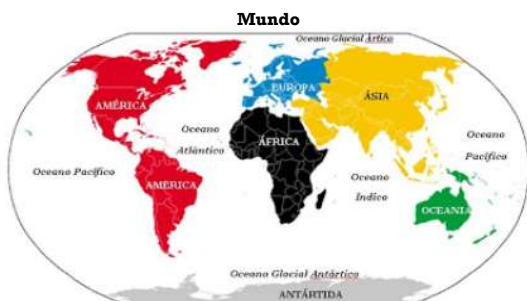 Mundo
Oceano Glacial Ártico
EUROPA
ÁSIA
AMÉRICA
Oceano
Atlântico
ÁFRICA
Oceano
Pacífico
Oceano Pacífico
AMÉRICA
Oceano
Índico
OCEANIA
Oceano Glacial Antártico
ANTÁRTIDA